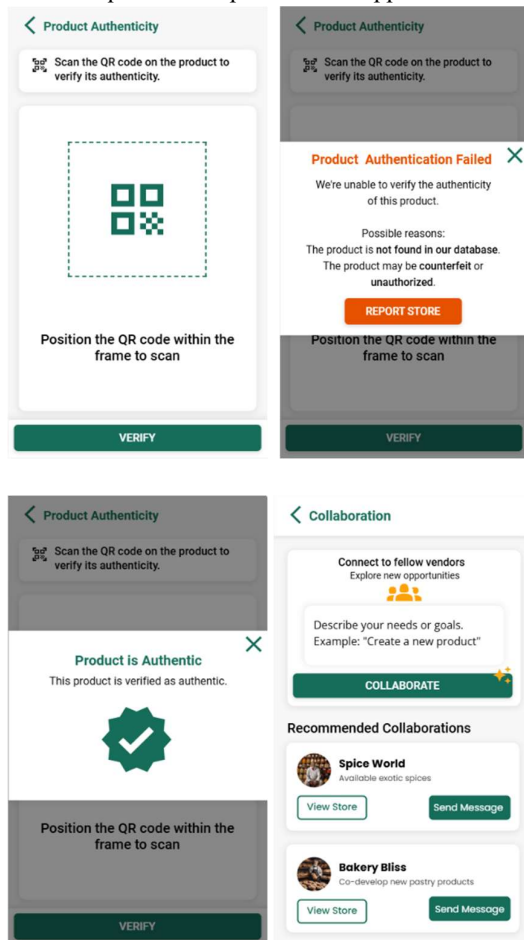 Product Authenticity
Scan the QR code on the product to
verify its authenticity.
Position the QR code within the
frame to scan
VERIFY
Product Authenticity
Scan the QR code on the product to
verify its authenticity.
Product Authentication Failed
We're unable to verify the authenticity
of this product.
Possible reasons:
The product is not found in our database.
The product may be counterfeit or
unauthorized.
REPORT STORE
Position the QR code within the
frame to scan
VERIFY
Product Authenticity
Scan the QR code on the product to
verify its authenticity.
Product is Authentic
This product is verified as authentic.
Position the QR code within the
frame to scan
VERIFY
Collaboration
Connect to fellow vendors
Explore new opportunities
Describe your needs or goals.
Example: "Create a new product"
COLLABORATE
Recommended Collaborations
Spice World
Available exotic spices
View Store
Send Message
Bakery Bliss
Co-develop new pastry products
View Store
Send Message